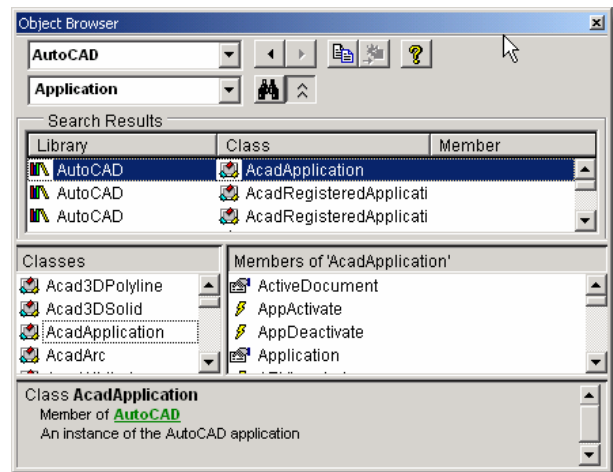 Object Browser
AutoCAD
Application
Search Results
Library Class Member
AutoCAD AcadApplication
AutoCAD AcadRegisteredApplicati
AutoCAD AcadRegisteredApplicati
Classes
Acad3DPolyline
Acad3DSolid
AcadApplication
AcadArc
Members of 'AcadApplication'
ActiveDocument
AppActivate
AppDeactivate
Application
Class AcadApplication
Member of AutoCAD
An instance of the AutoCAD application